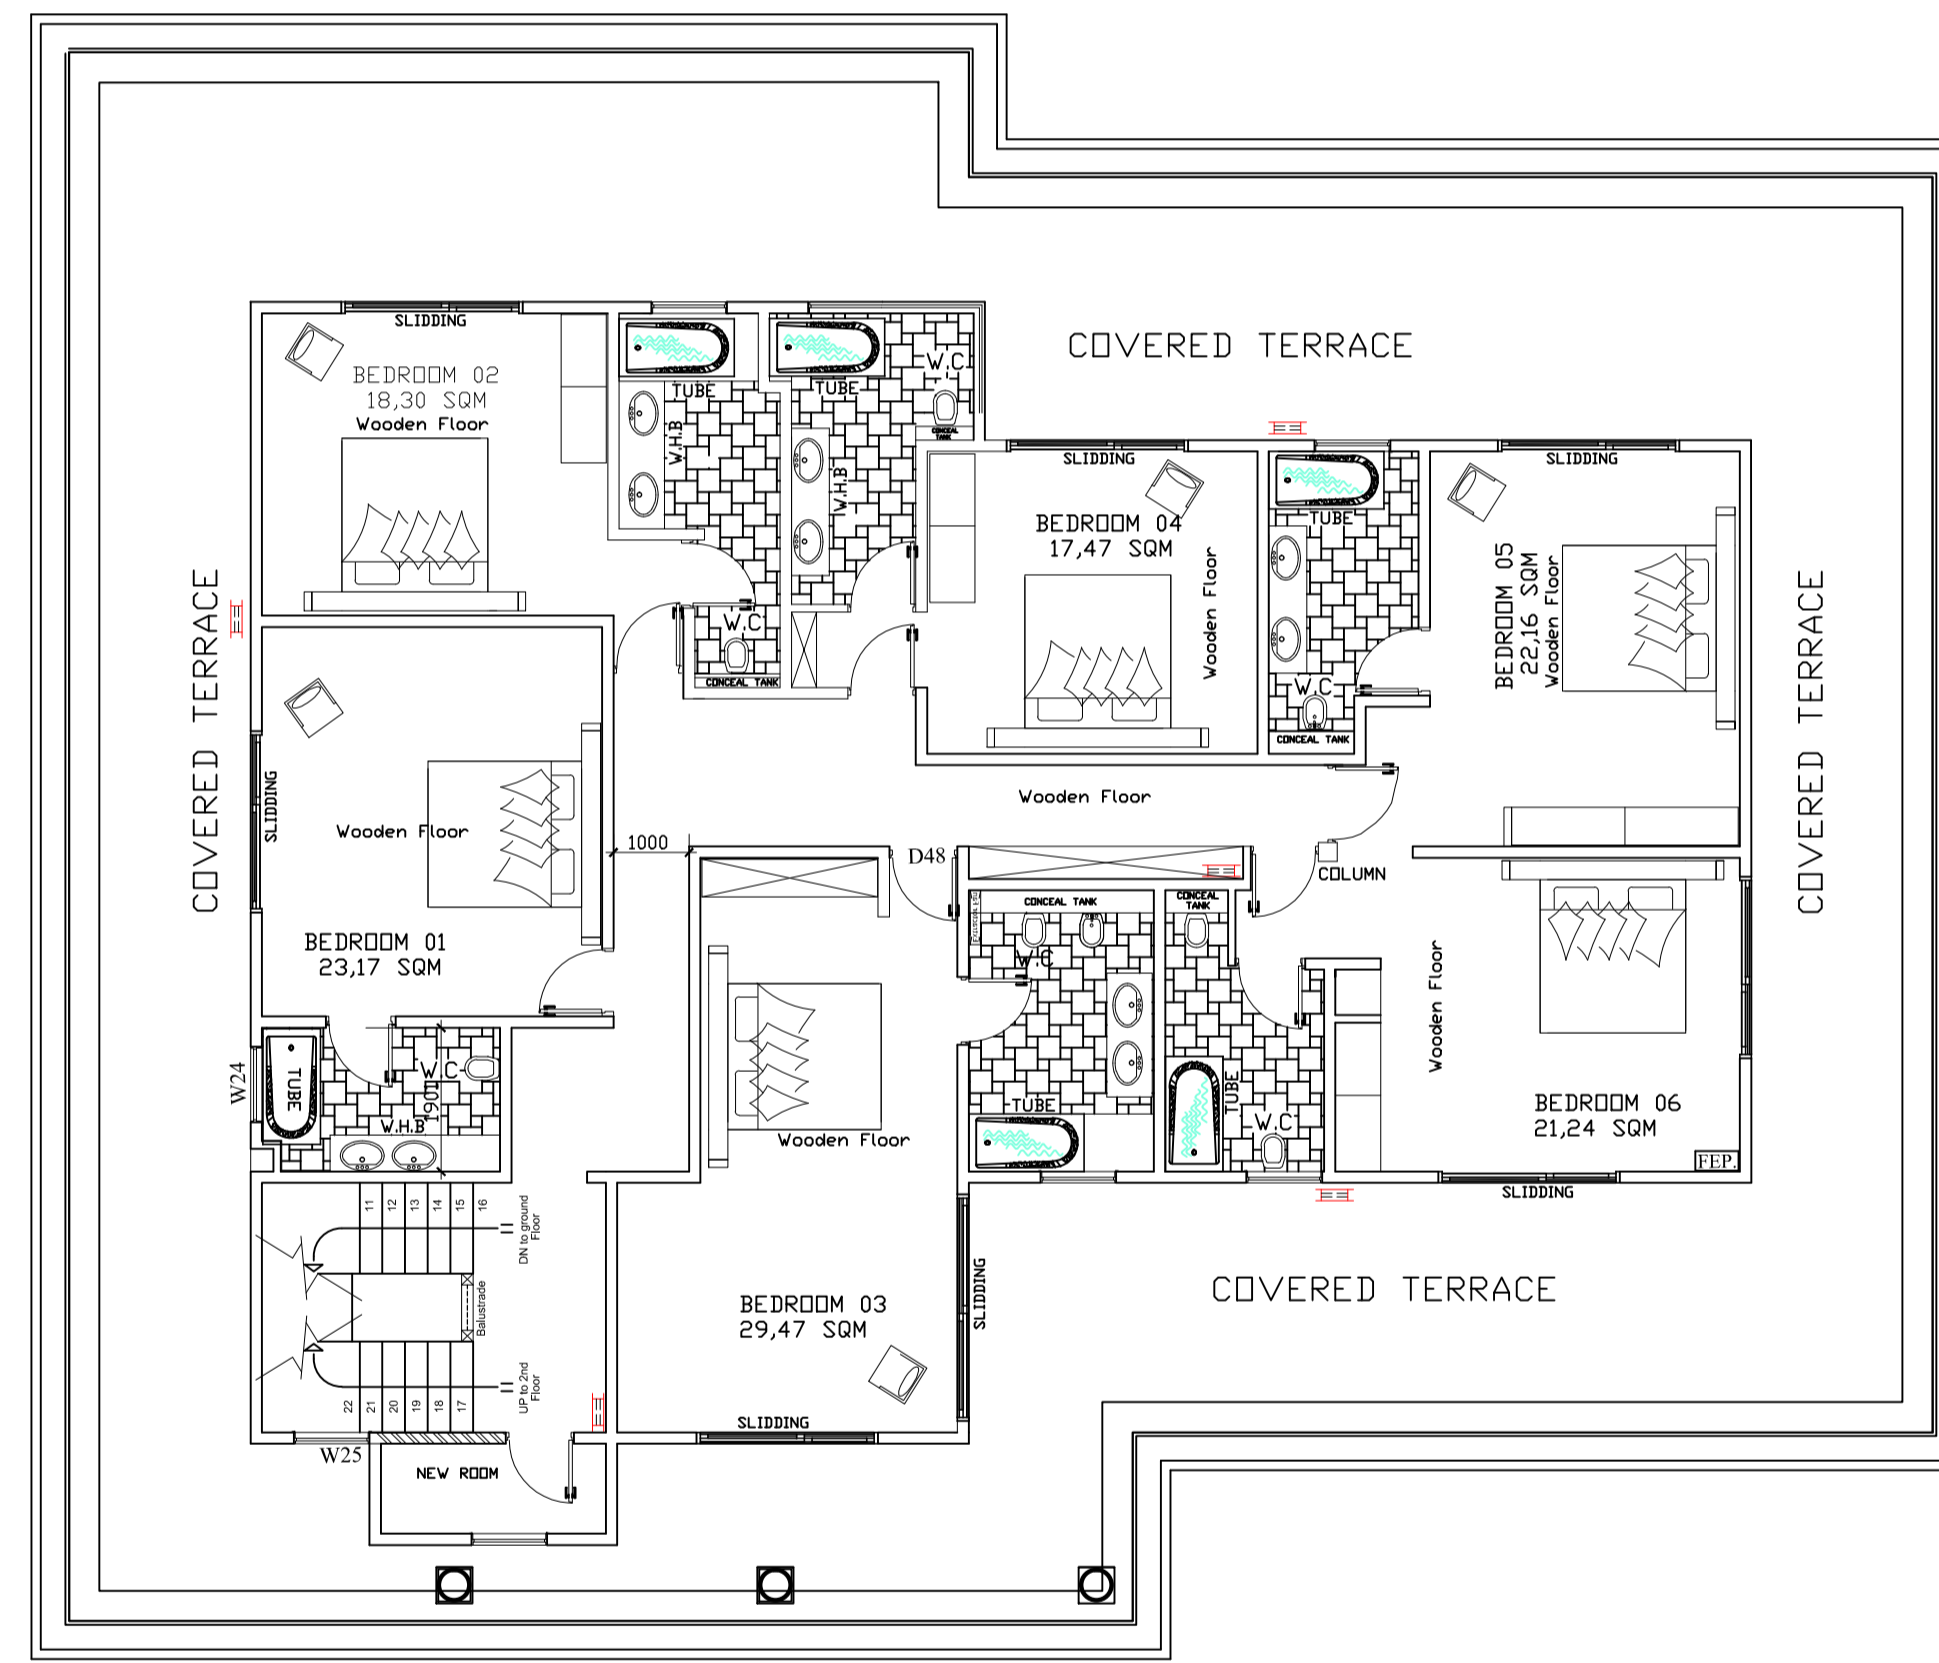 SLIDDING
BEDROOM 02
18,30 SQM
Wooden Floor
TUBE
W.H.B
W.C
CONCEAL TANK
TUBE
W.H.B
W.C
CONCEAL
TANK
COVERED TERRACE
SLIDDING
BEDROOM 04
17,47 SQM
Wooden Floor
TUBE
W.C
CONCEAL TANK
SLIDDING
BEDROOM 05
22,16 SQM
Wooden Floor
COVERED TERRACE
COVERED TERRACE
SLIDDING
Wooden Floor
BEDROOM 01
23,17 SQM
Wooden Floor
1000
D48
COLUMN
CONCEAL TANK
W.C
TUBE
CONCEAL
TANK
TUBE
W.C
Wooden Floor
BEDROOM 06
21,24 SQM
FEP.
SLIDDING
W24
TUBE
W.C
1901
W.H.B
Wooden Floor
BEDROOM 03
29,47 SQM
SLIDDING
SLIDDING
COVERED TERRACE
11
12
13
14
15
16
DN to ground
Floor
Balustrade
UP to 2nd
Floor
22
21
20
19
18
17
W25
NEW ROOM